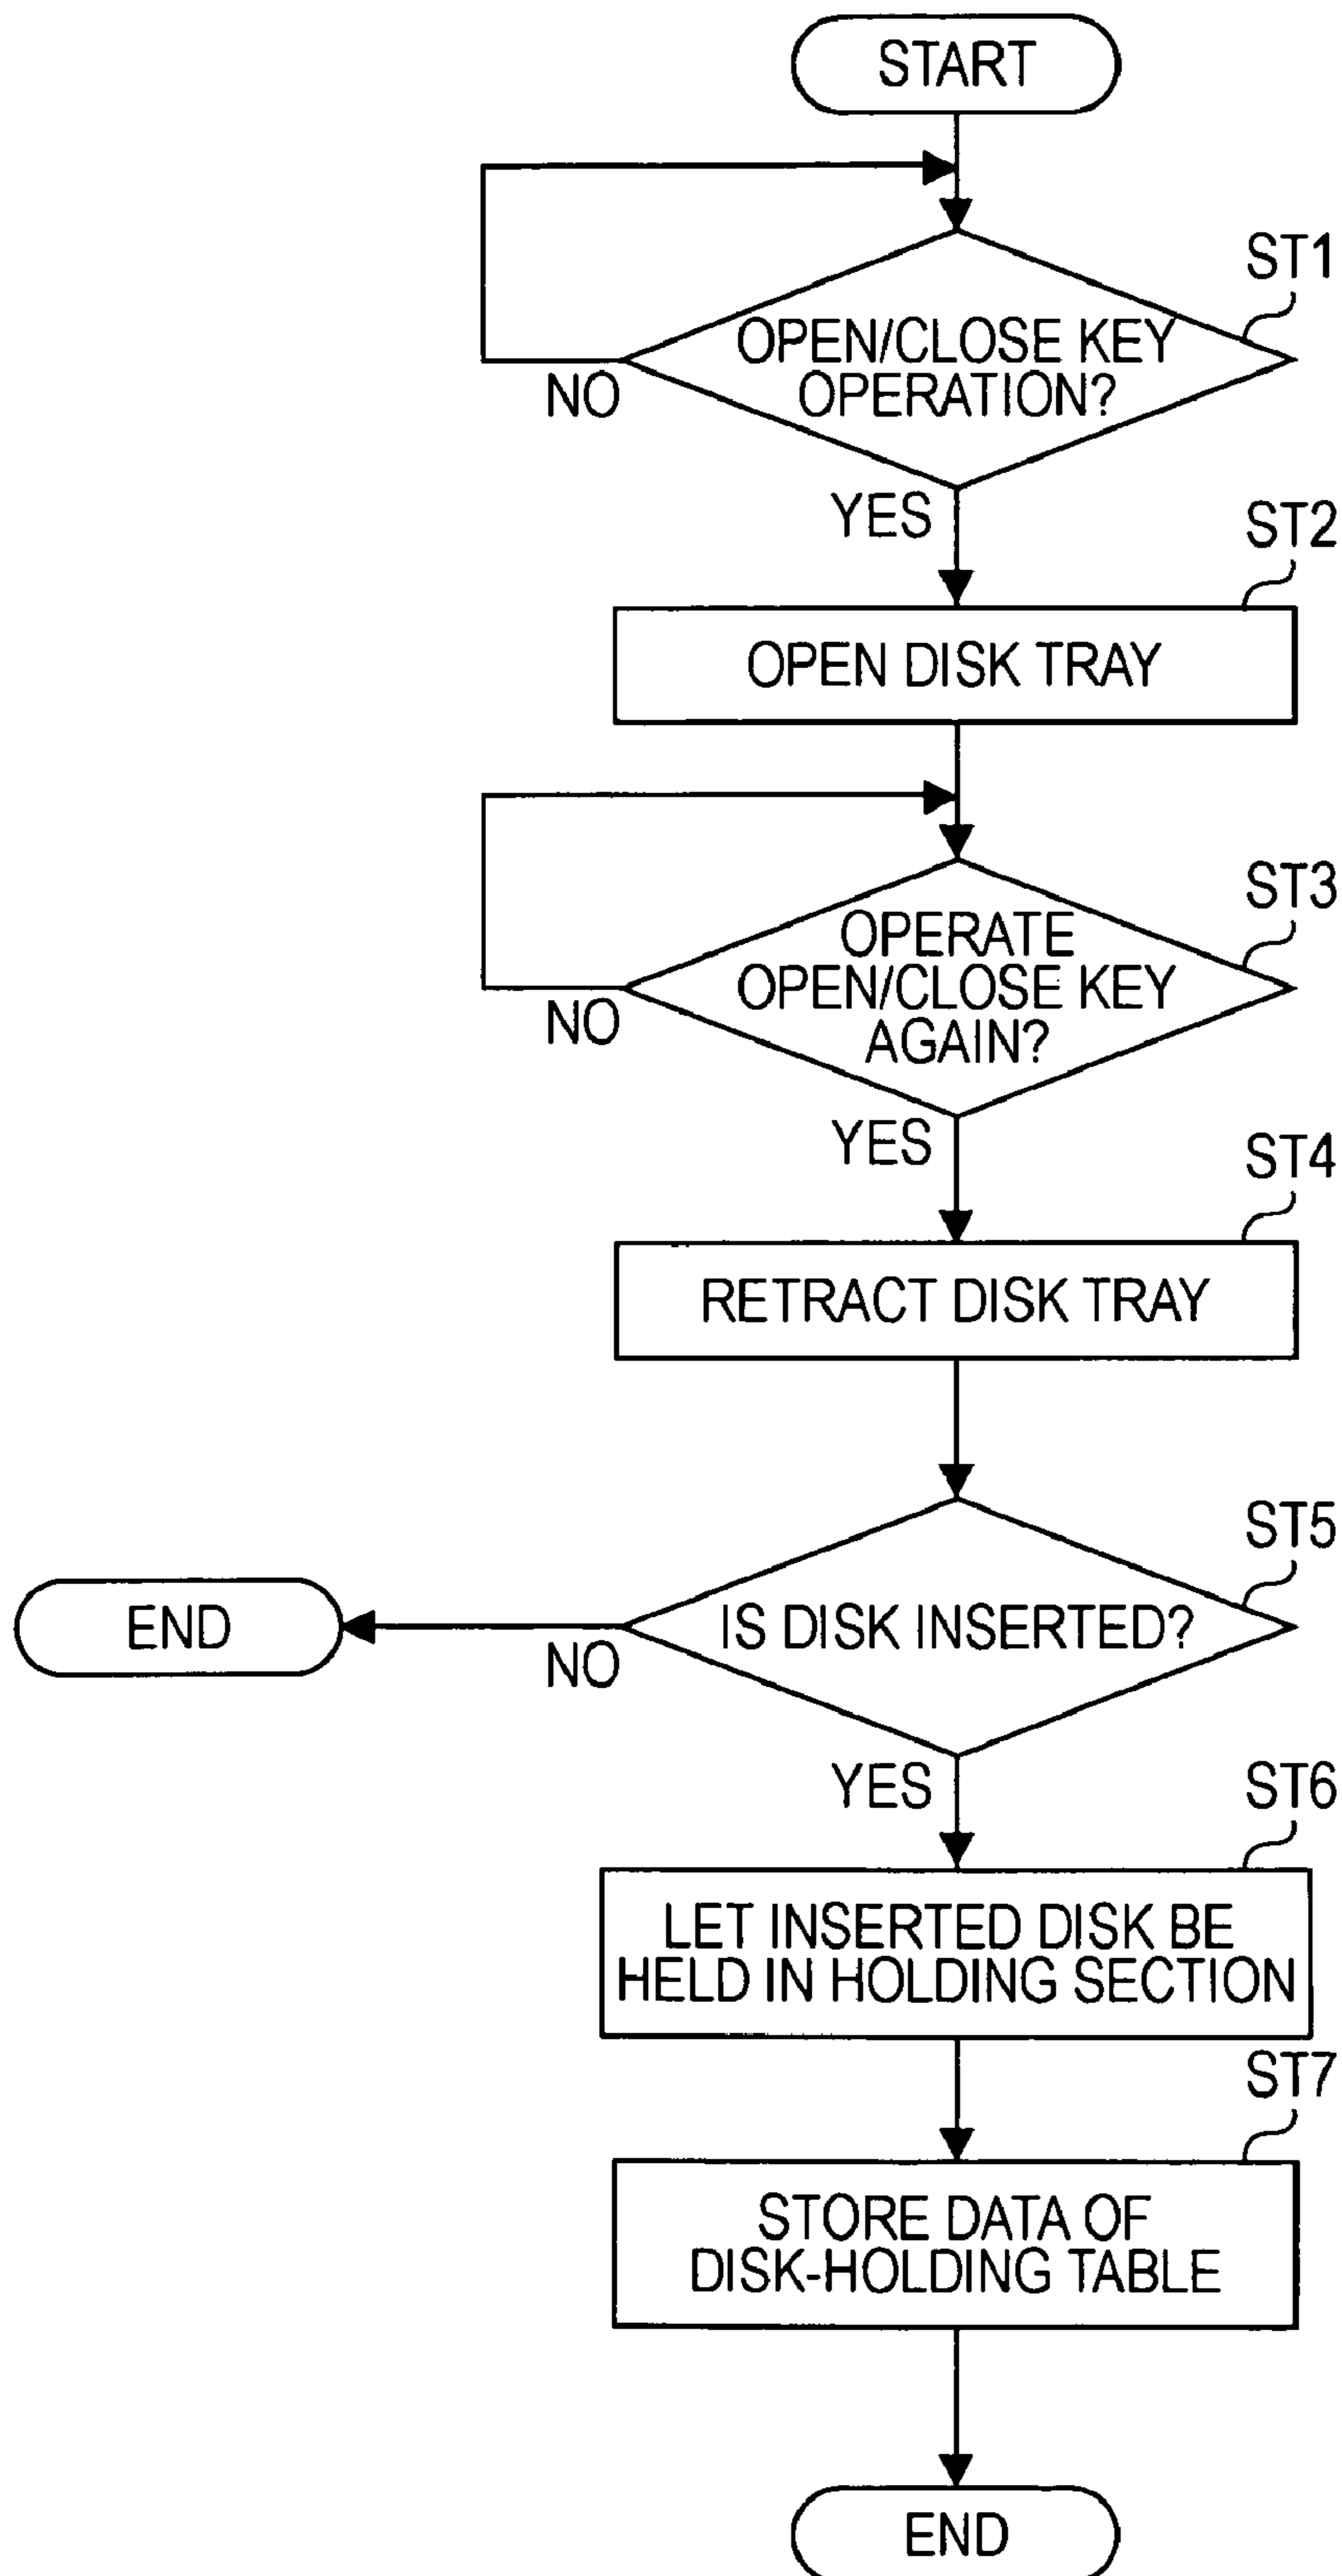 START
ST1
OPEN/CLOSE KEY
OPERATION?
NO
YES
ST2
OPEN DISK TRAY
ST3
OPERATE
OPEN/CLOSE KEY
AGAIN?
NO
YES
ST4
RETRACT DISK TRAY
ST5
IS DISK INSERTED?
END
NO
YES
ST6
LET INSERTED DISK BE
HELD IN HOLDING SECTION
ST7
STORE DATA OF
DISK-HOLDING TABLE
END